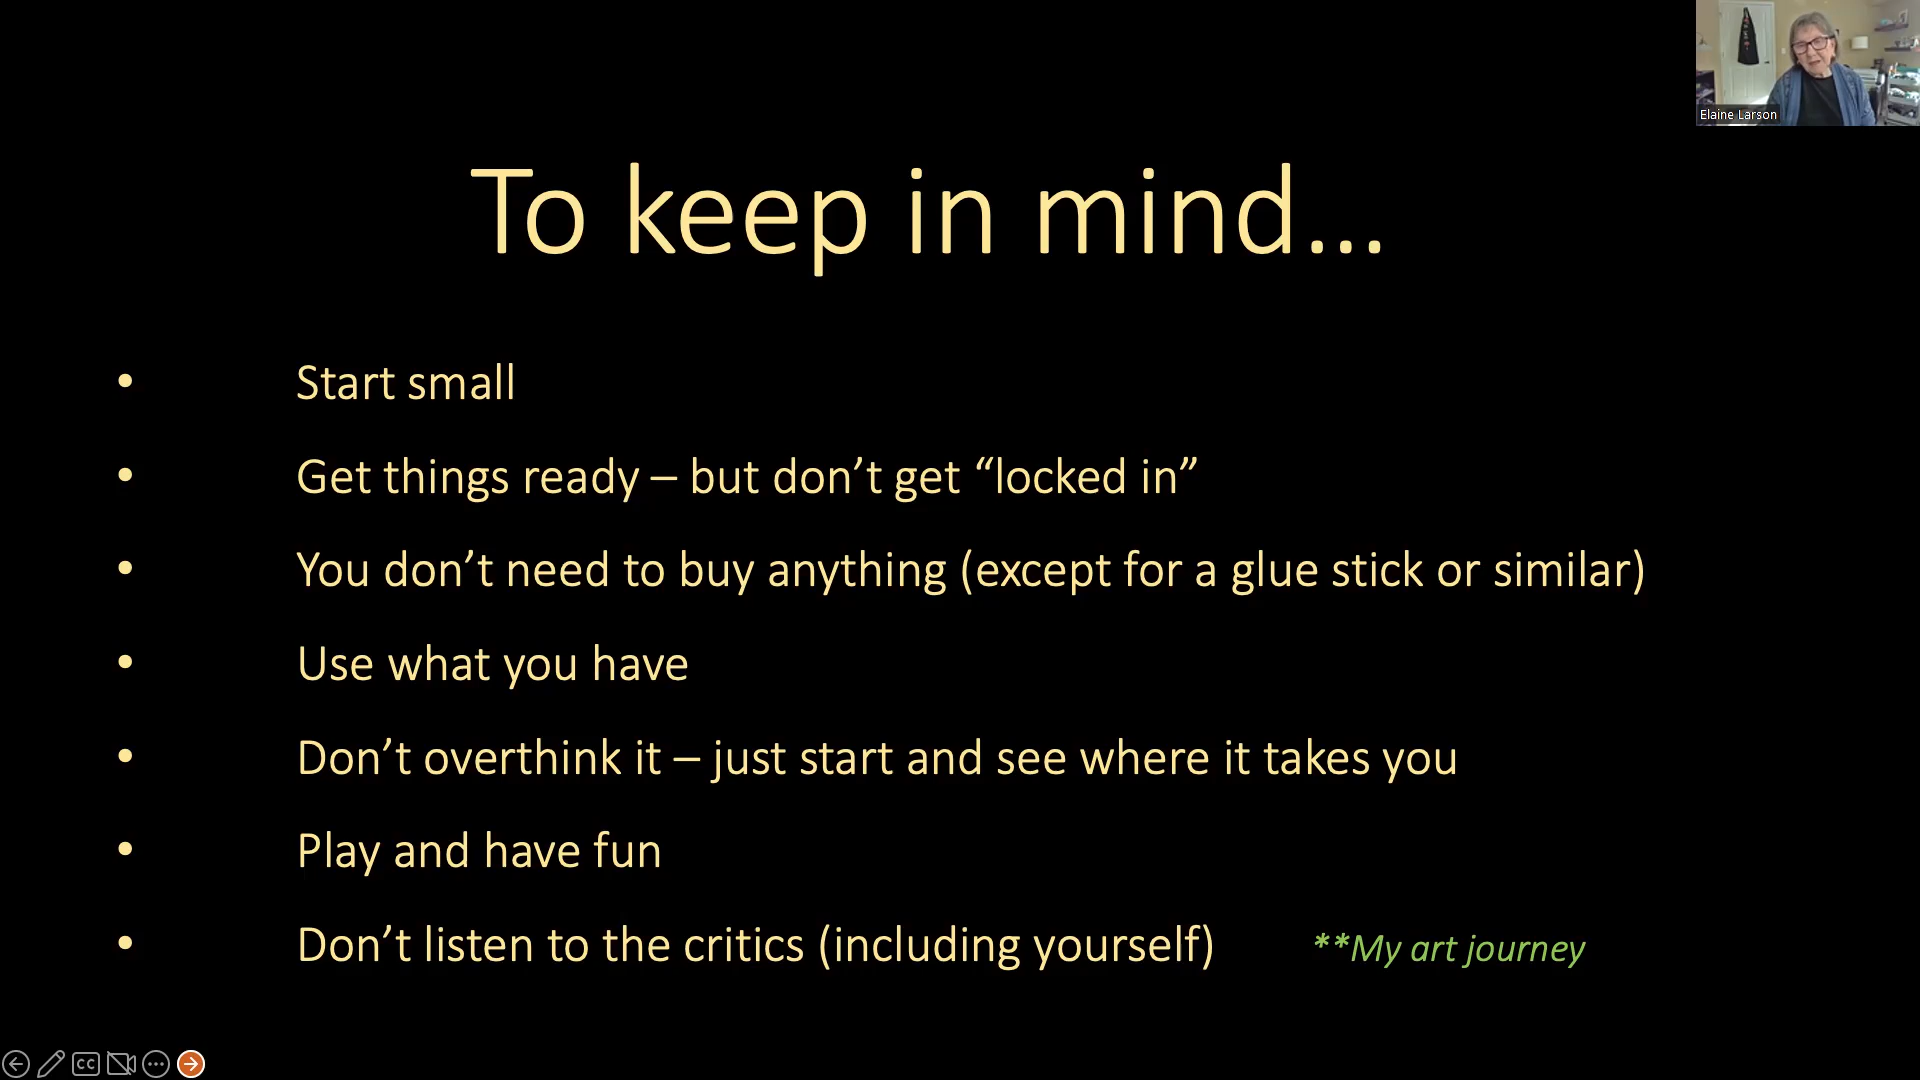 Elaine Larson
To keep in mind...
• Start small
• Get things ready – but don’t get “locked in”
• You don’t need to buy anything (except for a glue stick or similar)
• Use what you have
• Don’t overthink it – just start and see where it takes you
• Play and have fun
• Don’t listen to the critics (including yourself) **My art journey
CC